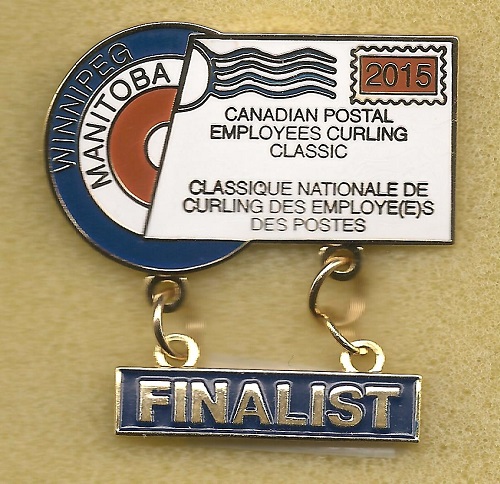 WINNIPEG
MANITOBA
2015
CANADIAN POSTAL
EMPLOYEES CURLING
CLASSIC
CLASSIQUE NATIONALE DE
CURLING DES EMPLOYE(E)S
DES POSTES
FINALIST